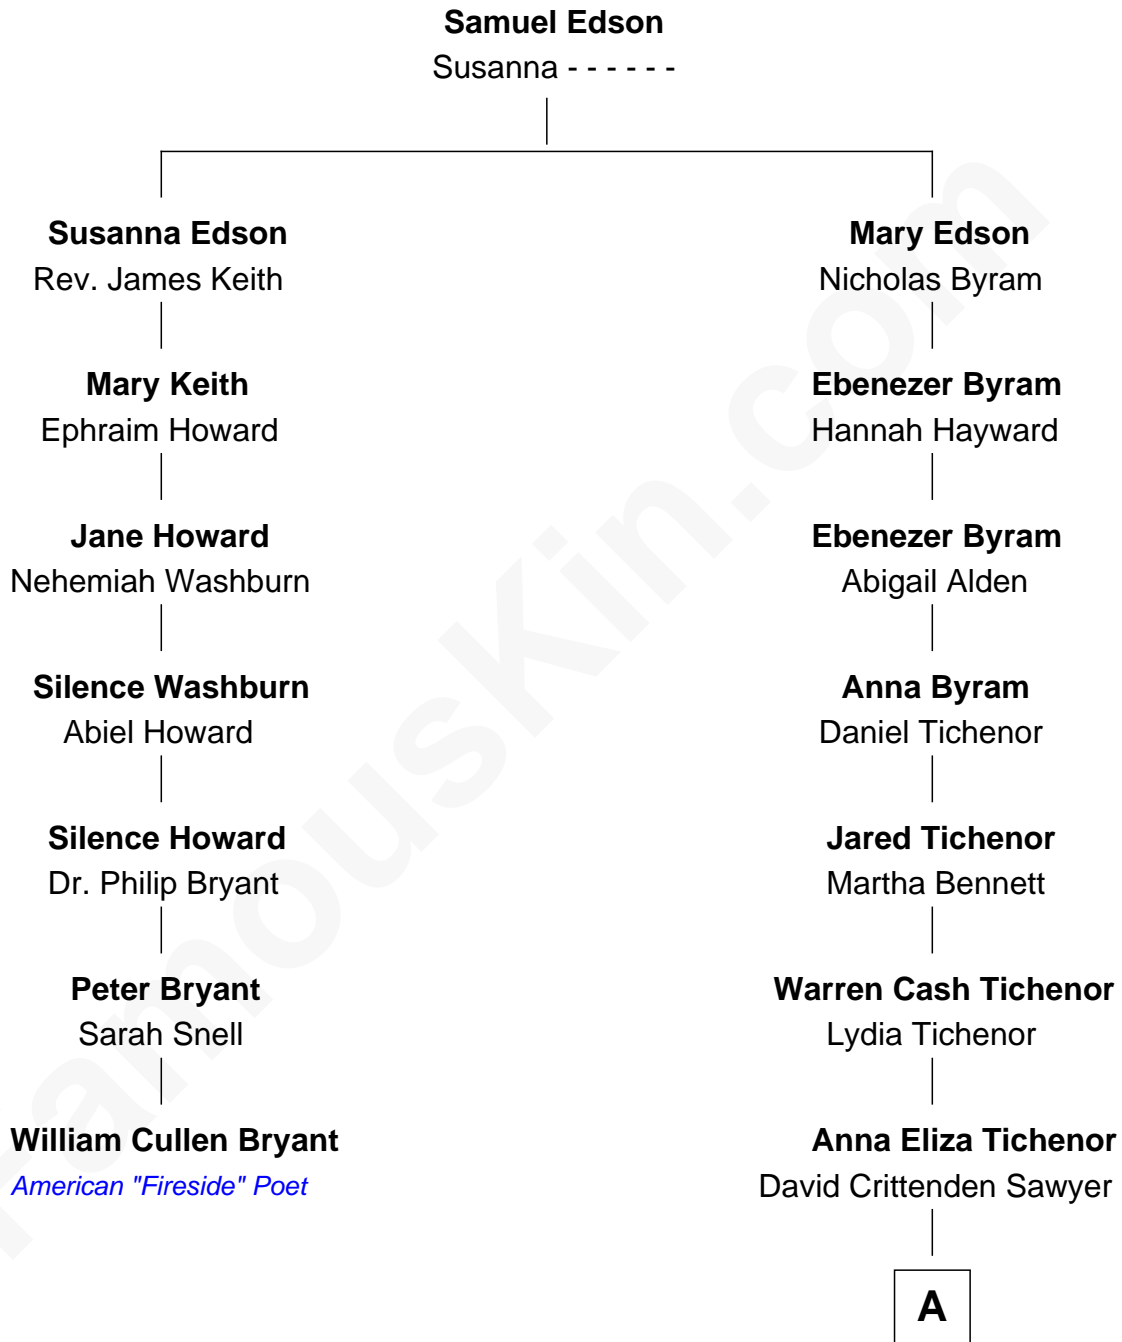 Samuel Edson
Susanna - - - - - -
Susanna Edson
Rev. James Keith
Mary Edson
Nicholas Byram
Mary Keith
Ephraim Howard
Ebenezer Byram
Hannah Hayward
Jane Howard
Nehemiah Washburn
Ebenezer Byram
Abigail Alden
Silence Washburn
Abiel Howard
Anna Byram
Daniel Tichenor
Silence Howard
Dr. Philip Bryant
Jared Tichenor
Martha Bennett
Peter Bryant
Sarah Snell
Warren Cash Tichenor
Lydia Tichenor
William Cullen Bryant
American "Fireside" Poet
Anna Eliza Tichenor
David Crittenden Sawyer
A
FamousKin.com